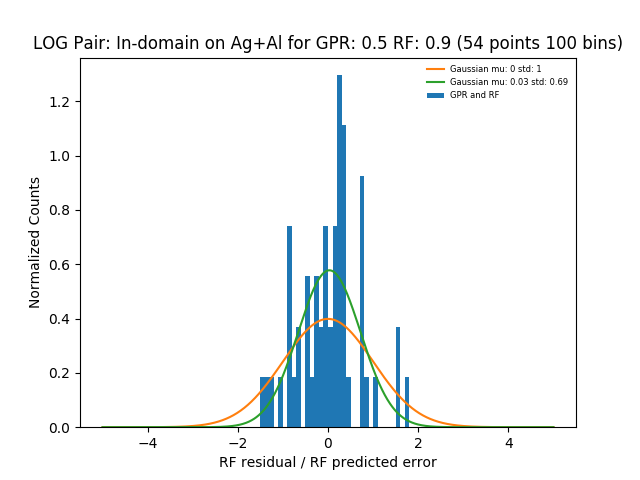 LOG Pair: In-domain on Ag+Al for GPR: 0.5 RF: 0.9 (54 points 100 bins)
Gaussian mu: 0 std: 1
Gaussian mu: 0.03 std: 0.69
GPR and RF
Normalized Counts
1.2
1.0
0.8
0.6
0.4
0.2
0.0
−4 −2 0 2 4
RF residual / RF predicted error